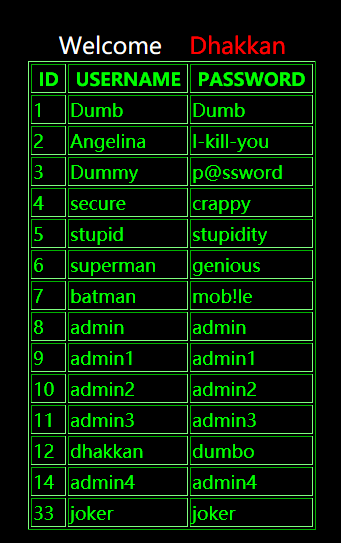 Welcome Dhakkan
ID USERNAME PASSWORD
1 Dumb Dumb
2 Angelina I-kill-you
3 Dummy p@ssword
4 secure crappy
5 stupid stupidity
6 superman genious
7 batman mob!le
8 admin admin
9 admin1 admin1
10 admin2 admin2
11 admin3 admin3
12 dhakkan dumbo
14 admin4 admin4
33 joker joker